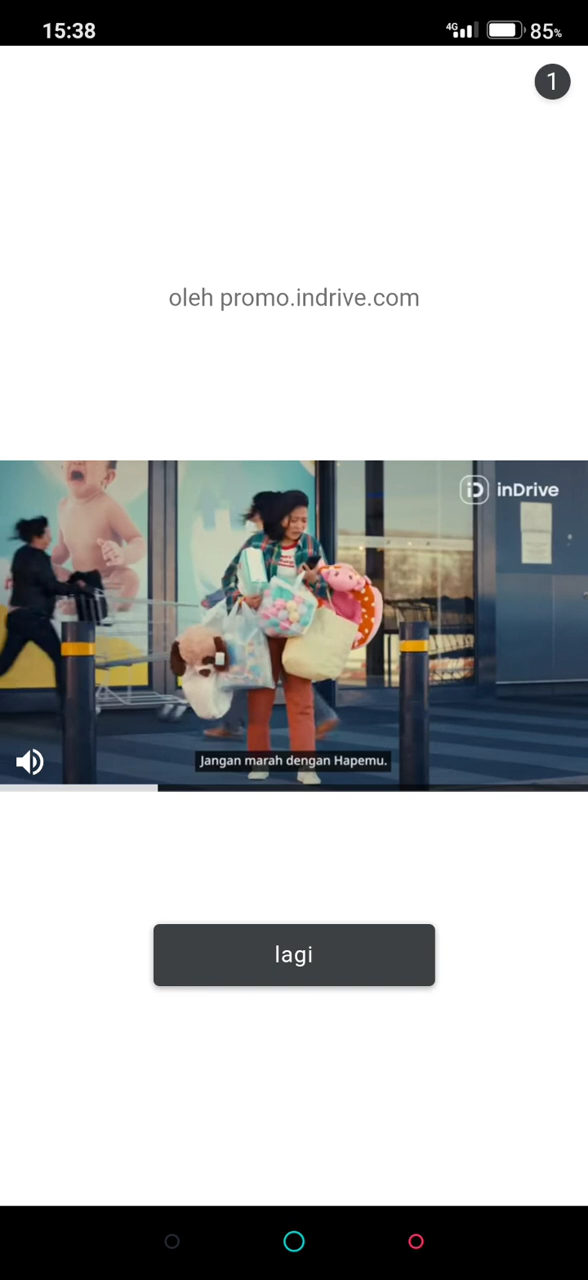 15:38
4G
85%
1
oleh promo.indrive.com
iD inDrive
Jangan marah dengan Hapemu.
lagi